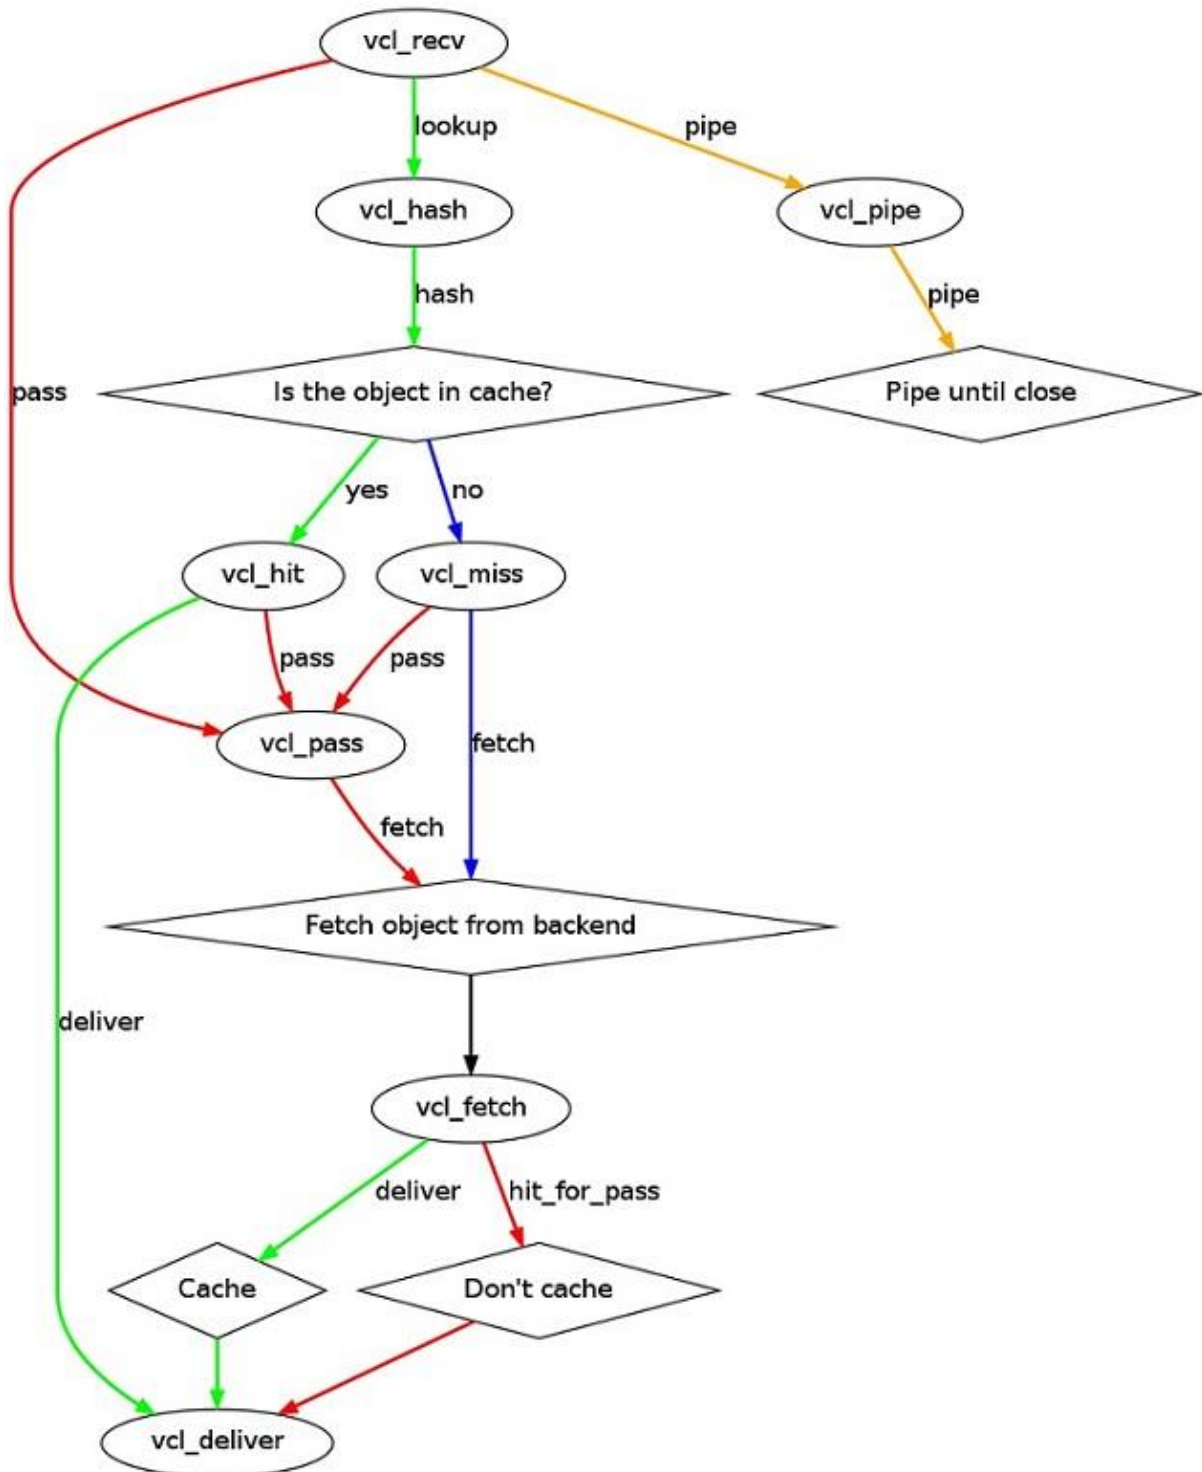 vcl_recv
lookup
pipe
vcl_hash
vcl_pipe
hash
pipe
pass
Is the object in cache?
Pipe until close
yes
no
vcl_hit
vcl_miss
pass
pass
vcl_pass
fetch
fetch
Fetch object from backend
deliver
vcl_fetch
deliver
hit_for_pass
Cache
Don't cache
vcl_deliver